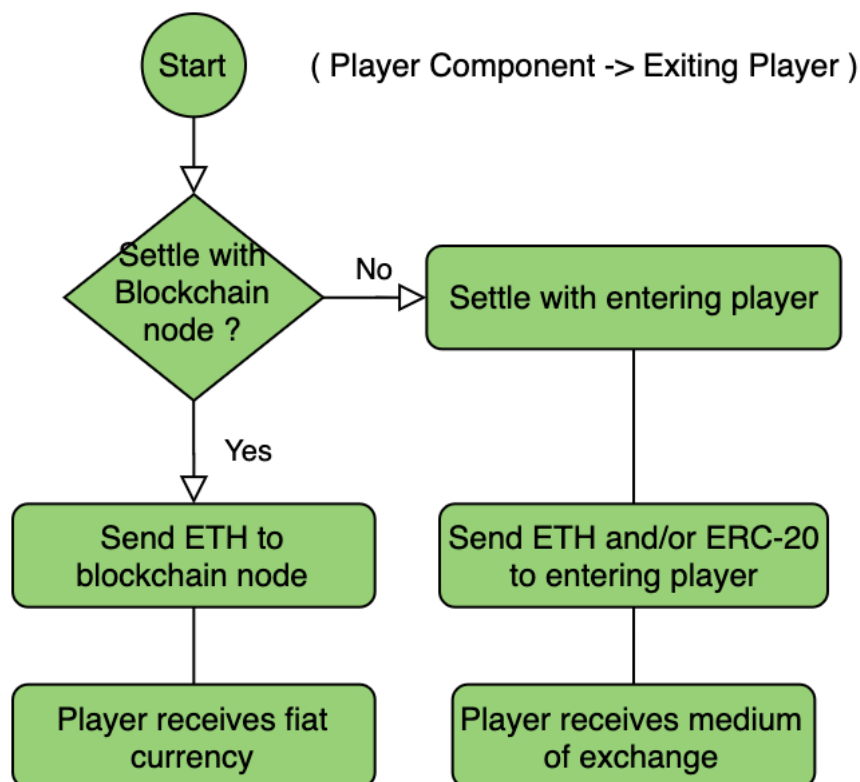 Start
( Player Component -> Exiting Player )
Settle with
Blockchain
node ?
No
Settle with entering player
Yes
Send ETH to
blockchain node
Send ETH and/or ERC-20
to entering player
Player receives fiat
currency
Player receives medium
of exchange